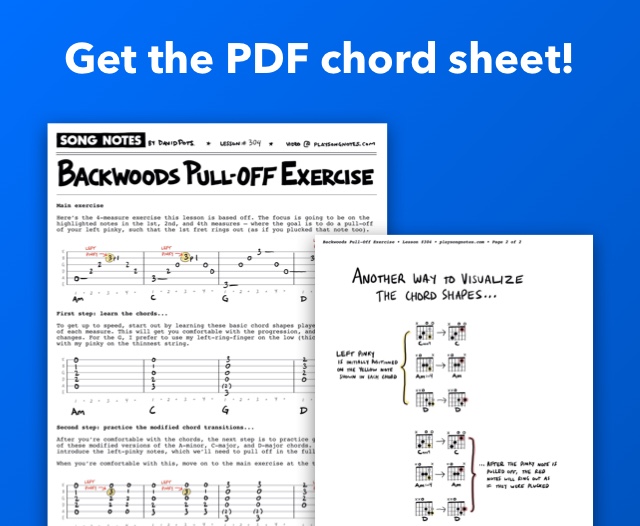 Get the PDF chord sheet!
SONG NOTES BY DAVID POTS ★ LESSON # 304 ★ VIDEO @ PLAYSONGNOTES.COM
BACKWOODS PULL-OFF EXERCISE
Main exercise
Here's the 4-measure exercise this lesson is based off. The focus is going to be on the
highlighted notes in the 1st, 2nd, and 4th measures – where the goal is to do a pull-off
of your left pinky, such that the 1st fret rings out (as if you plucked that note too).
LEFT
PINKY
LEFT
PINKY
Am C G D
First step: learn the chords...
To get up to speed, start out by learning these basic chord shapes
of each measure. This will get you comfortable with the progression, and
changes. For the G, I prefer to use my left-ring-finger on the low
with my pinky on the thinnest string.
Am C G D
Second step: practice the modified chord transitions...
After you're comfortable with the chords, the next step is to practice
of these modified versions of the A-minor, C-major, and D-major chords.
introduce the left-pinky notes, which we'll need to pull off in the full
When you're comfortable with this, move on to the main exercise at the
LEFT
PINKY
LEFT
PINKY
Backwoods Pull-Off Exercise • Lesson #304 • playsongnotes.com • Page 2 of 2
ANOTHER WAY TO VISUALIZE
THE CHORD SHAPES...
LEFT PINKY
IS INITIALLY POSITIONED
ON THE YELLOW NOTE
SHOWN IN EACH CHORD
C
Am
D D
C
Am
D D
... AFTER THE PINKY NOTE IS
PULLED OFF, THE RED
NOTES WILL RING OUT AS
IF THEY WERE PLUCKED